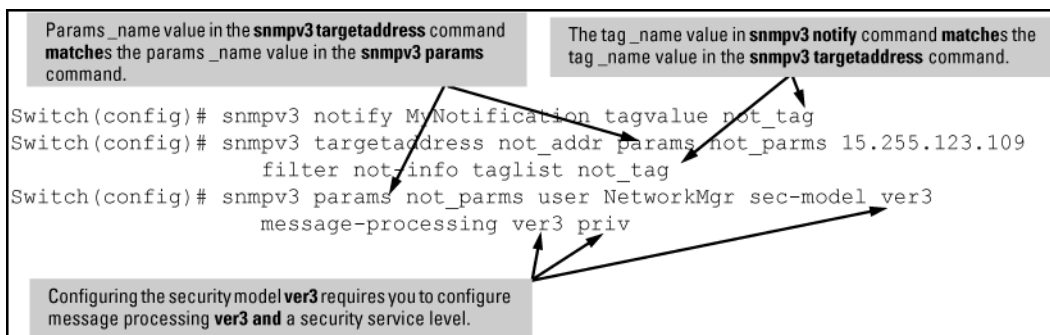 Params _name value in the snmpv3 targetaddress command
matches the params _name value in the snmpv3 params
command.
The tag _name value in snmpv3 notify command matches the
tag _name value in the snmpv3 targetaddress command.
Switch(config)# snmpv3 notify MyNotification tagvalue not_tag
Switch(config)# snmpv3 targetaddress not_addr params not_parms 15.255.123.109
filter not-info taglist not_tag
Switch(config)# snmpv3 params not_parms user NetworkMgr sec-model ver3
message-processing ver3 priv
Configuring the security model ver3 requires you to configure
message processing ver3 and a security service level.